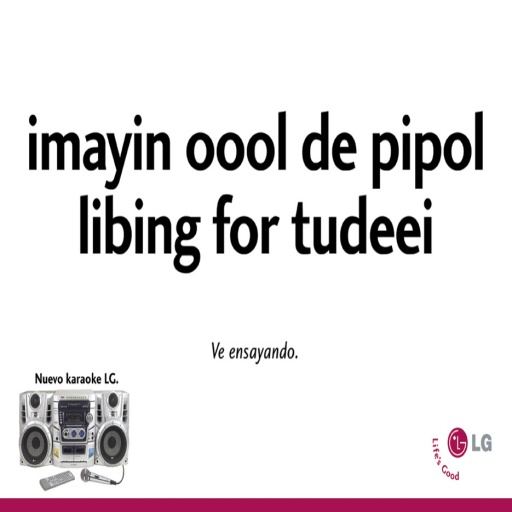 imayin oool de pipol
libing for tudeei
Ve ensayando.
Nuevo karaoke LG.
LG
Life's Good